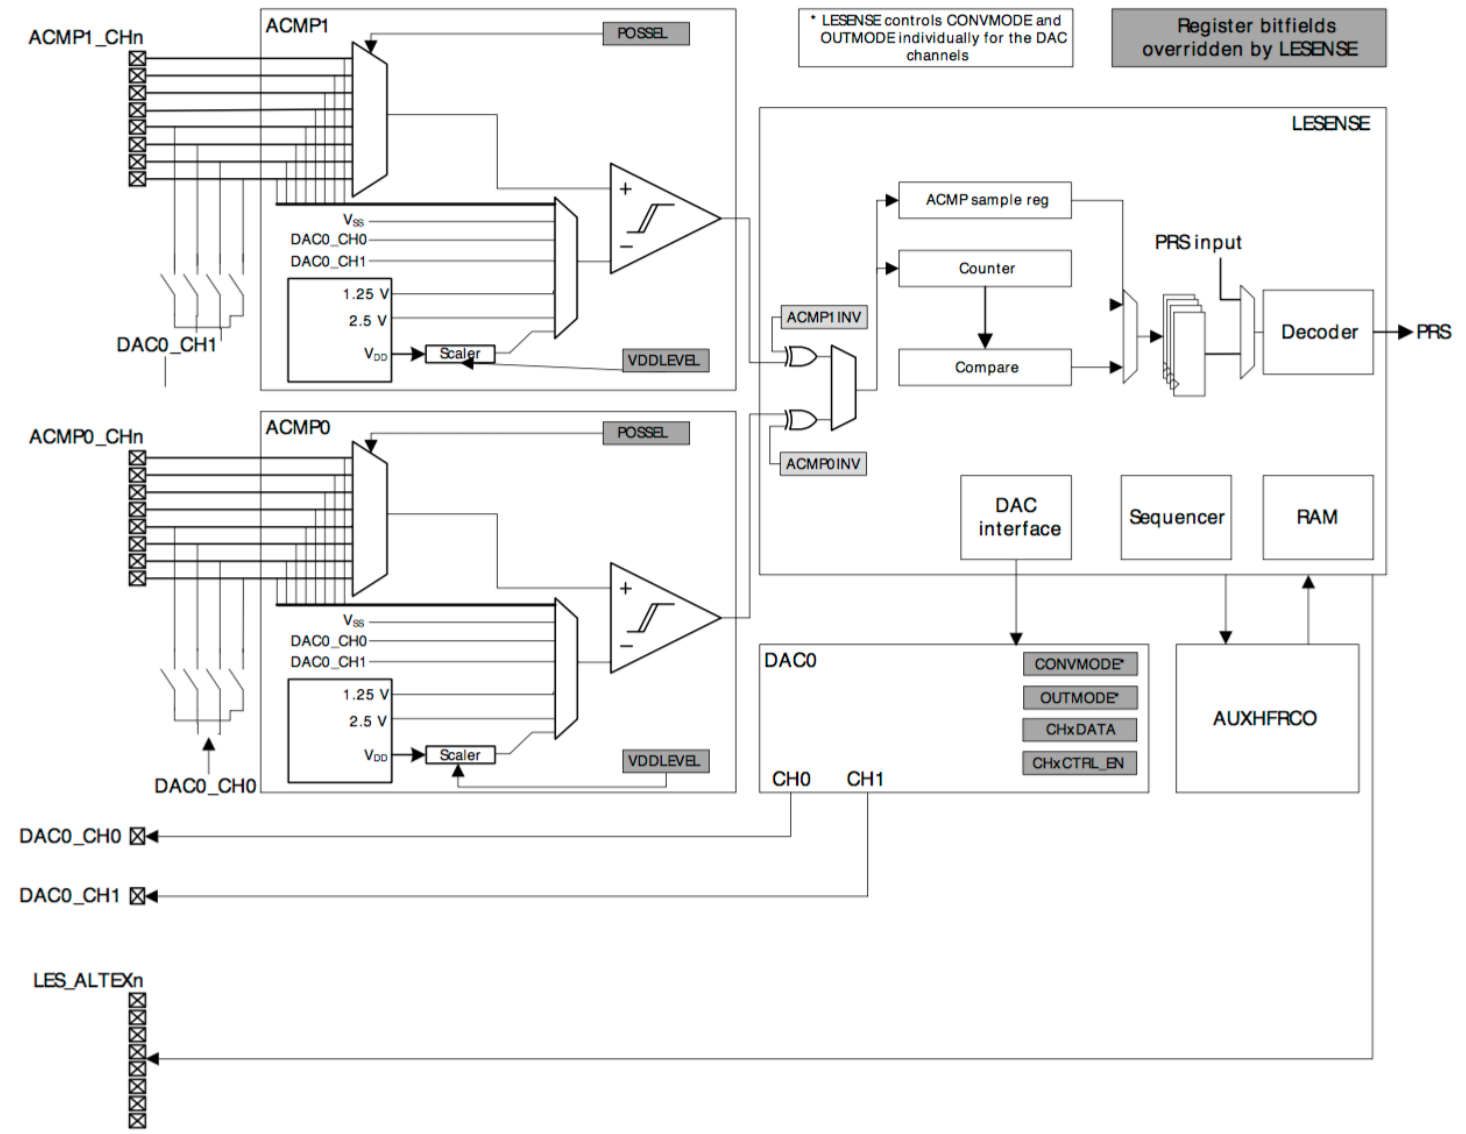 ACMP1_CHn
ACMP1
POSSEL
* LESENSE controls CONVMODE and
OUTMODE individually for the DAC
channels
Register bitfields
overridden by LESENSE
LESENSE
VSS
DAC0_CH0
DAC0_CH1
1.25 V
2.5 V
VDD
Scaler
VDDLEVEL
+
−
DAC0_CH1
ACMP sample reg
Counter
Compare
PRS input
Decoder
PRS
ACMP1INV
ACMP0INV
DAC
interface
Sequencer
RAM
ACMP0_CHn
ACMP0
POSSEL
VSS
DAC0_CH0
DAC0_CH1
1.25 V
2.5 V
VDD
Scaler
VDDLEVEL
+
−
DAC0_CH0
DAC0
CONVMODE*
OUTMODE*
CHxDATA
CHxCTRL_EN
CH0
CH1
AUXHFRCO
DAC0_CH0
DAC0_CH1
LES_ALTEXn